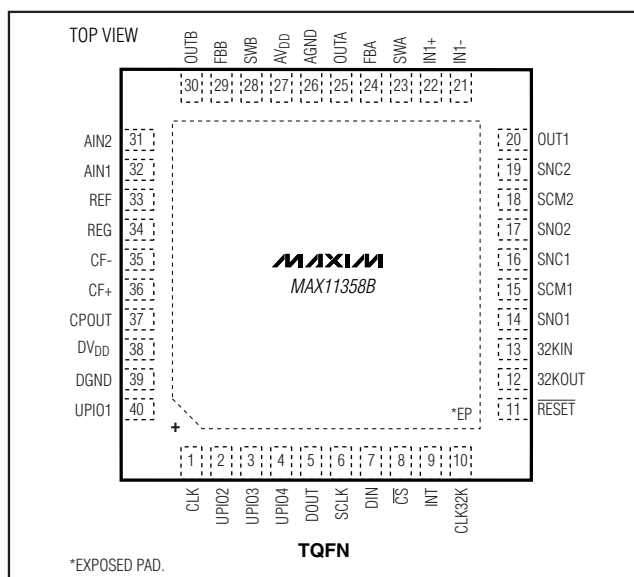 TOP VIEW
OUTB FBB SWB AVDD AGND OUTA FBA SWA IN1+ IN1-
30 29 28 27 26 25 24 23 22 21
AIN2 31
AIN1 32
REF 33
REG 34
CF- 35
CF+ 36
CPOUT 37
DVDD 38
DGND 39
UPIO1 40
MAXIM
MAX11358B
20 OUT1
19 SNC2
18 SCM2
17 SNO2
16 SNC1
15 SCM1
14 SNO1
13 32KIN
12 32KOUT
11 RESET
*EP
+
1 2 3 4 5 6 7 8 9 10
CLK UPIO2 UPIO3 UPIO4 DOUT SCLK DIN CS INT CLK32K
TQFN
*EXPOSED PAD.